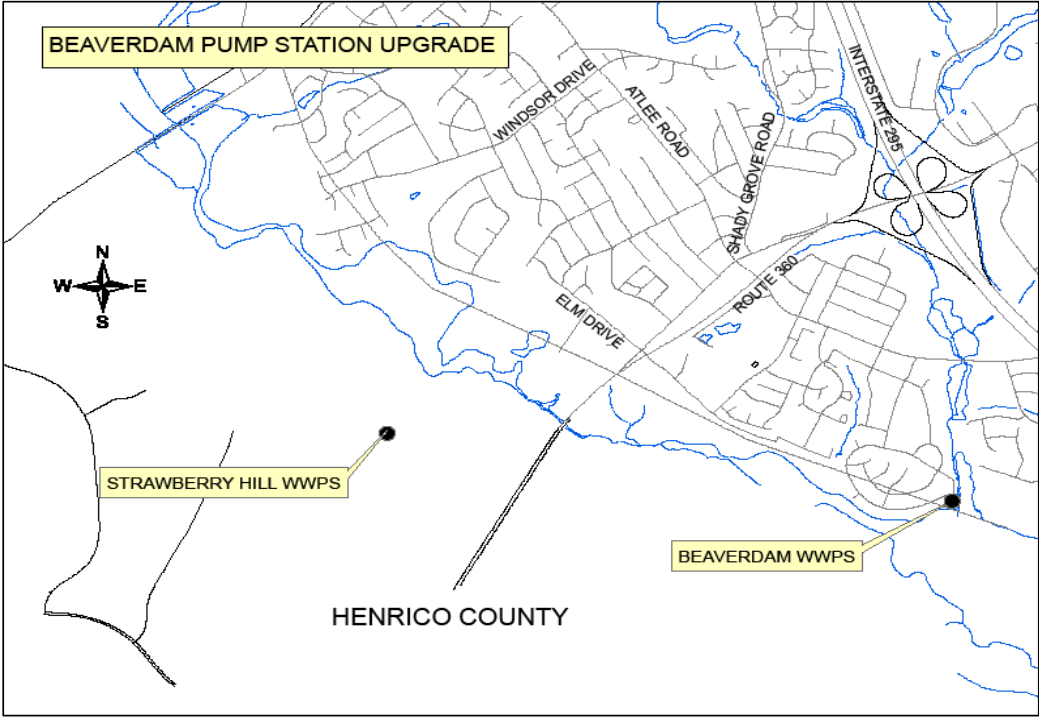 BEAVERDAM PUMP STATION UPGRADE
INTERSTATE 295
WINDSOR DRIVE
ATLEE ROAD
SHADY GROVE ROAD
N
W E
S
ROUTE 360
ELM DRIVE
STRAWBERRY HILL WWPS
BEAVERDAM WWPS
HENRICO COUNTY